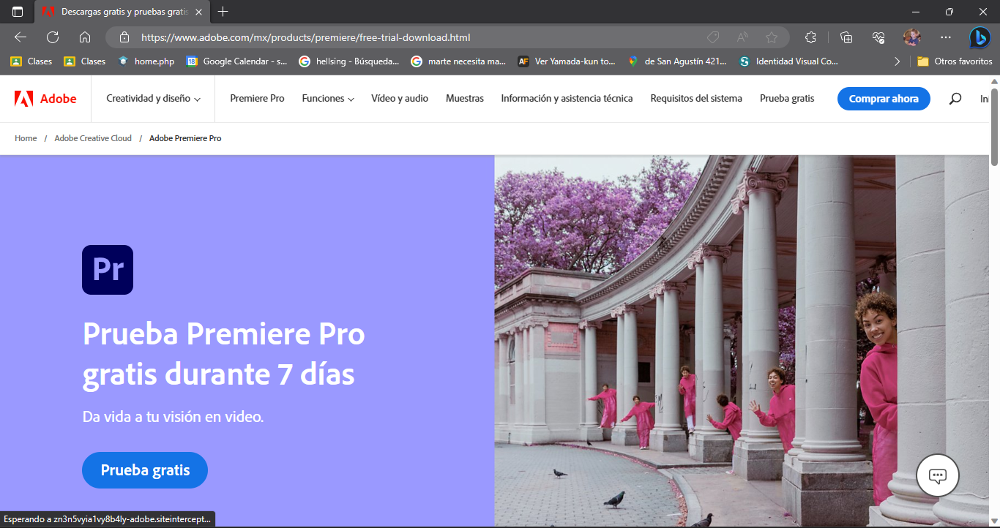 Descargas gratis y pruebas gratis
https://www.adobe.com/mx/products/premiere/free-trial-download.html
Clases
Clases
home.php
Google Calendar - s...
hellsing - Búsqueda...
marte necesita ma...
AF
Ver Yamada-kun to...
de San Agustín 421...
Identidad Visual Co...
Otros favoritos
Adobe
Creatividad y diseño
Premiere Pro
Funciones
Vídeo y audio
Muestras
Información y asistencia técnica
Requisitos del sistema
Prueba gratis
Comprar ahora
In
Home / Adobe Creative Cloud / Adobe Premiere Pro
Pr
Prueba Premiere Pro
gratis durante 7 días
Da vida a tu visión en video.
Prueba gratis
Esperando a zn3n5vyia1vy8b4ly-adobe.siteintercept...